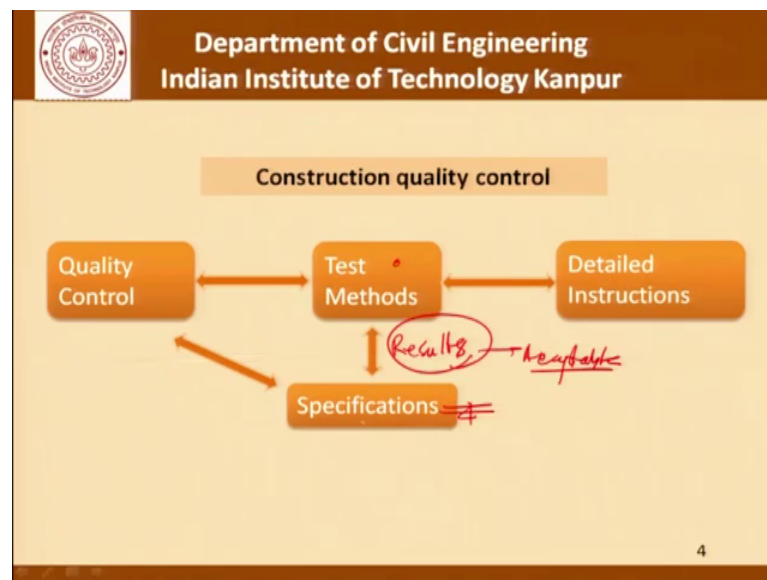 Department of Civil Engineering
Indian Institute of Technology Kanpur
Construction quality control
Quality
Control
Test
Methods
Detailed
Instructions
Results
Acceptable
Specifications
4